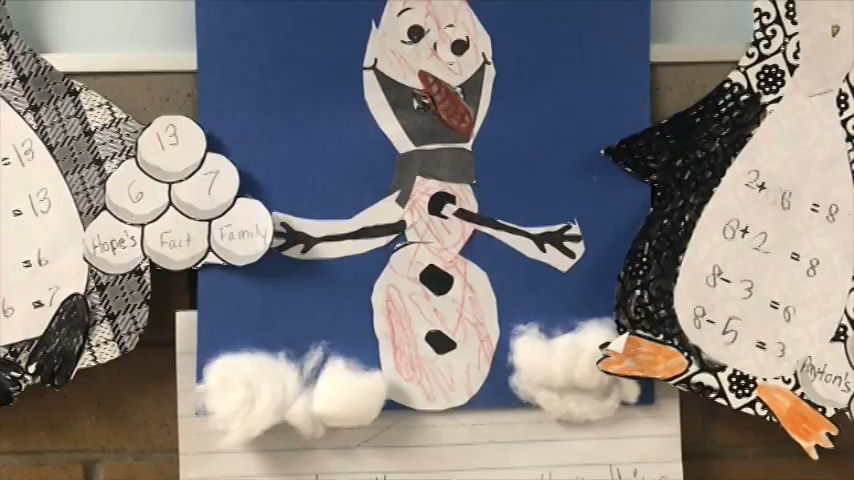 = 13
= 13
= 6
6 = 7
13
6 7
Hope's Fact Family
2 + 6 = 8
6 + 2 = 8
8 - 3 = 6
8 - 5 = 3